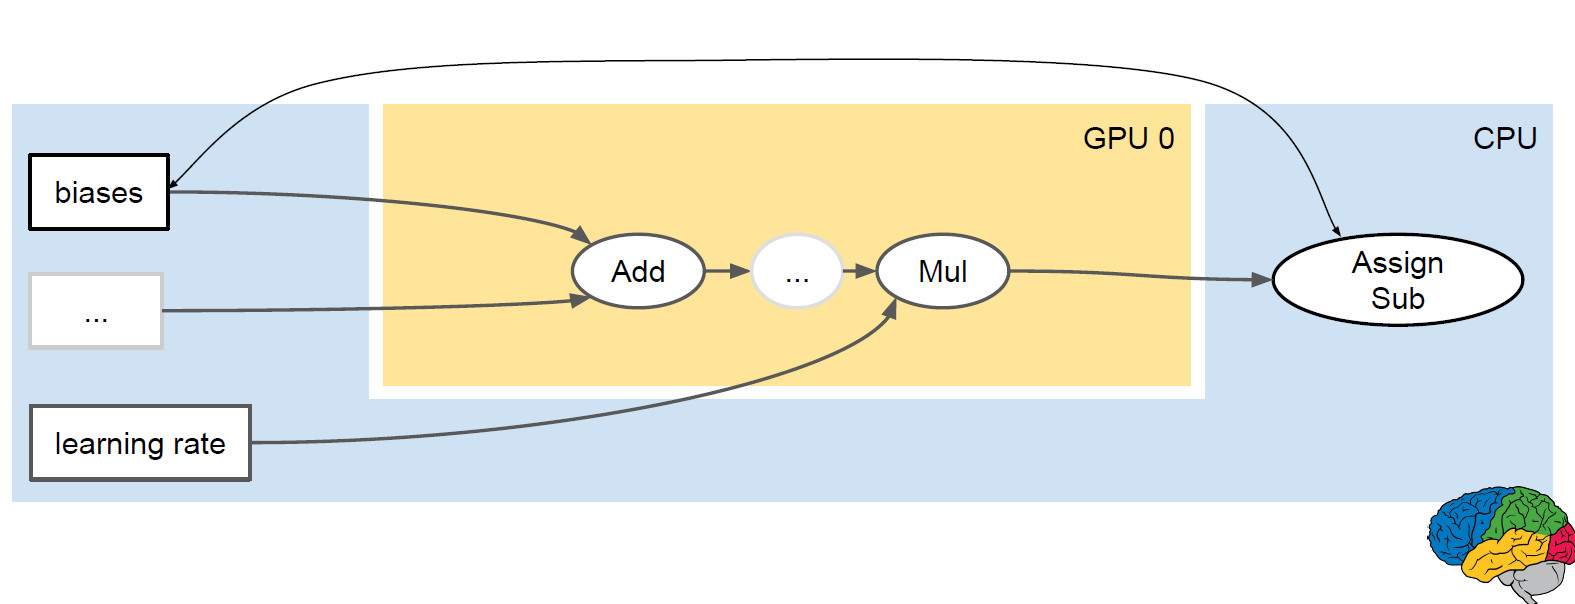 GPU 0
CPU
biases
Add
...
Mul
Assign
Sub
...
learning rate